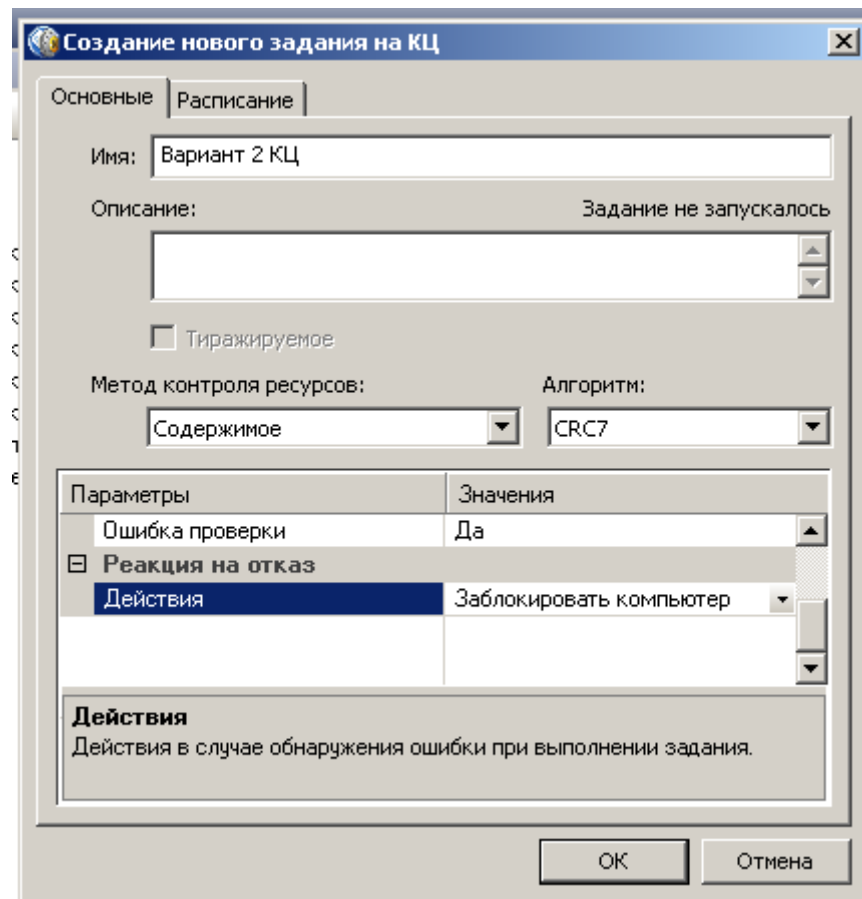 Создание нового задания на КЦ
Основные Расписание
Имя: Вариант 2 КЦ
Описание: Задание не запускалось
Тиражируемое
Метод контроля ресурсов: Алгоритм:
Содержимое CRC7
Параметры Значения
Ошибка проверки Да
Реакция на отказ
Действия Заблокировать компьютер
Действия
Действия в случае обнаружения ошибки при выполнении задания.
ОК Отмена